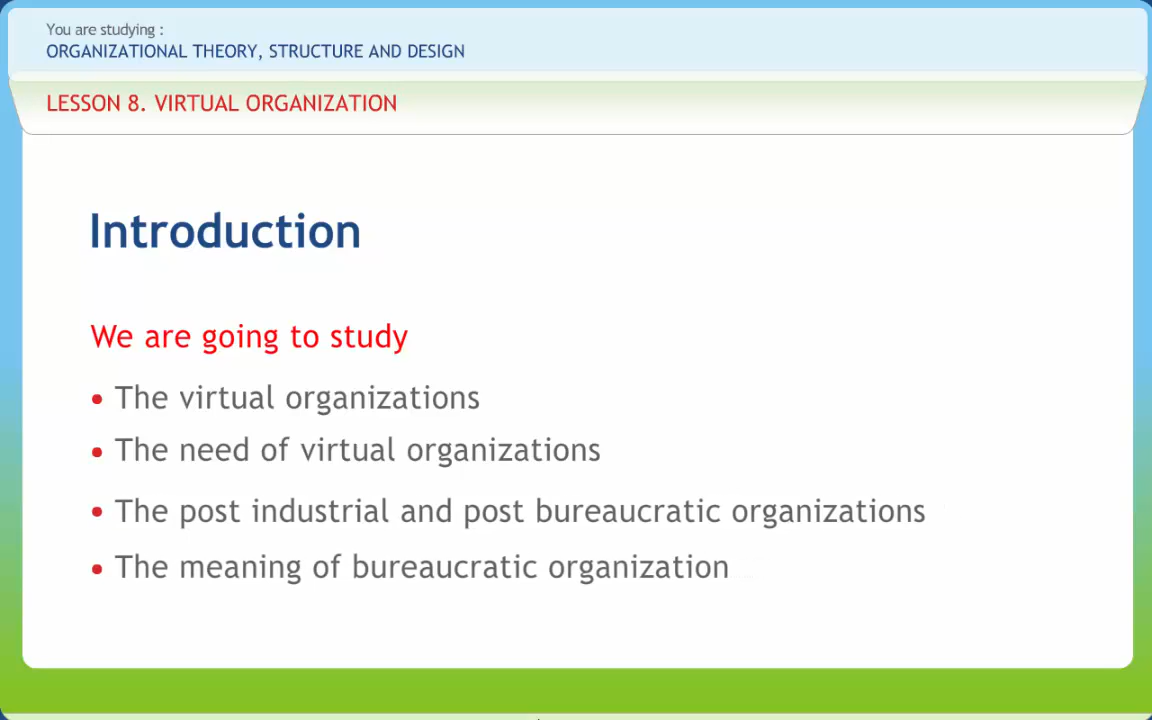 You are studying :
ORGANIZATIONAL THEORY, STRUCTURE AND DESIGN
LESSON 8. VIRTUAL ORGANIZATION
Introduction
We are going to study
• The virtual organizations
• The need of virtual organizations
• The post industrial and post bureaucratic organizations
• The meaning of bureaucratic organization